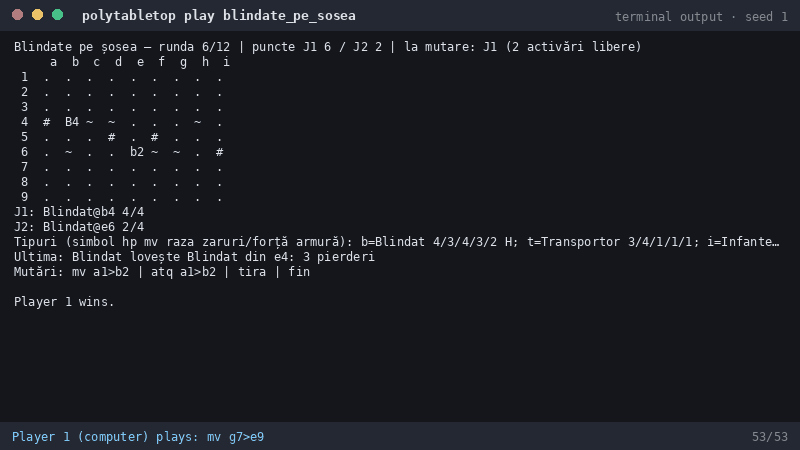 polytabletop play blindate_pe_sosea
terminal output · seed 1
Blindate pe șosea — runda 6/12 | puncte J1 6 / J2 2 | la mutare: J1 (2 activări libere)
a b c d e f g h i
1 . . . . . . . . .
2 . . . . . . . . .
3 . . . . . . . . .
4 # B4 ~ ~ . . . ~ .
5 . . . # . # . . .
6 . ~ . . b2 ~ ~ . #
7 . . . . . . . . .
8 . . . . . . . . .
9 . . . . . . . . .
J1: Blindat@b4 4/4
J2: Blindat@e6 2/4
Tipuri (simbol hp mv raza zaruri/forță armură): b=Blindat 4/3/4/3/2 H; t=Transportor 3/4/1/1/1; i=Infante…
Ultima: Blindat lovește Blindat din e4: 3 pierderi
Mutări: mv a1>b2 | atq a1>b2 | tira | fin
Player 1 wins.
Player 1 (computer) plays: mv g7>e9
53/53